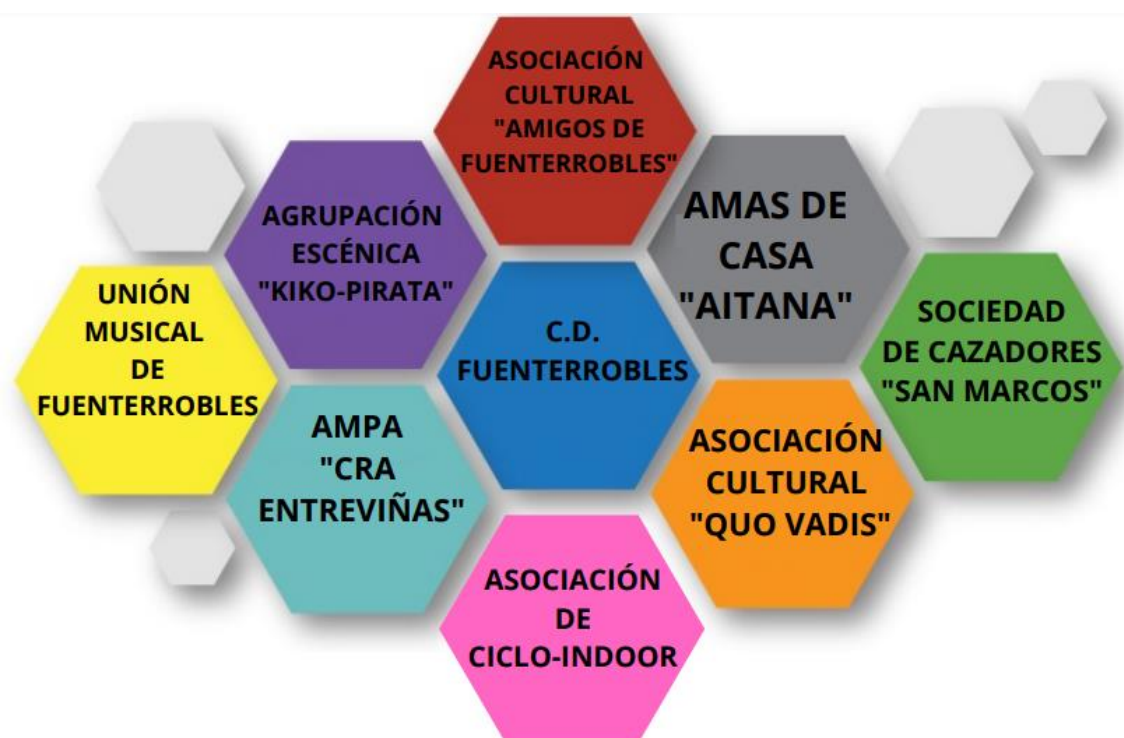 ASOCIACIÓN
CULTURAL
"AMIGOS DE
FUENTERROBLES"
AGRUPACIÓN
ESCÉNICA
"KIKO-PIRATA"
AMAS DE
CASA
"AITANA"
UNIÓN
MUSICAL
DE
FUENTERROBLES
C.D.
FUENTERROBLES
SOCIEDAD
DE CAZADORES
"SAN MARCOS"
AMPA
"CRA
ENTREVIÑAS"
ASOCIACIÓN
CULTURAL
"QUO VADIS"
ASOCIACIÓN
DE
CICLO-INDOOR